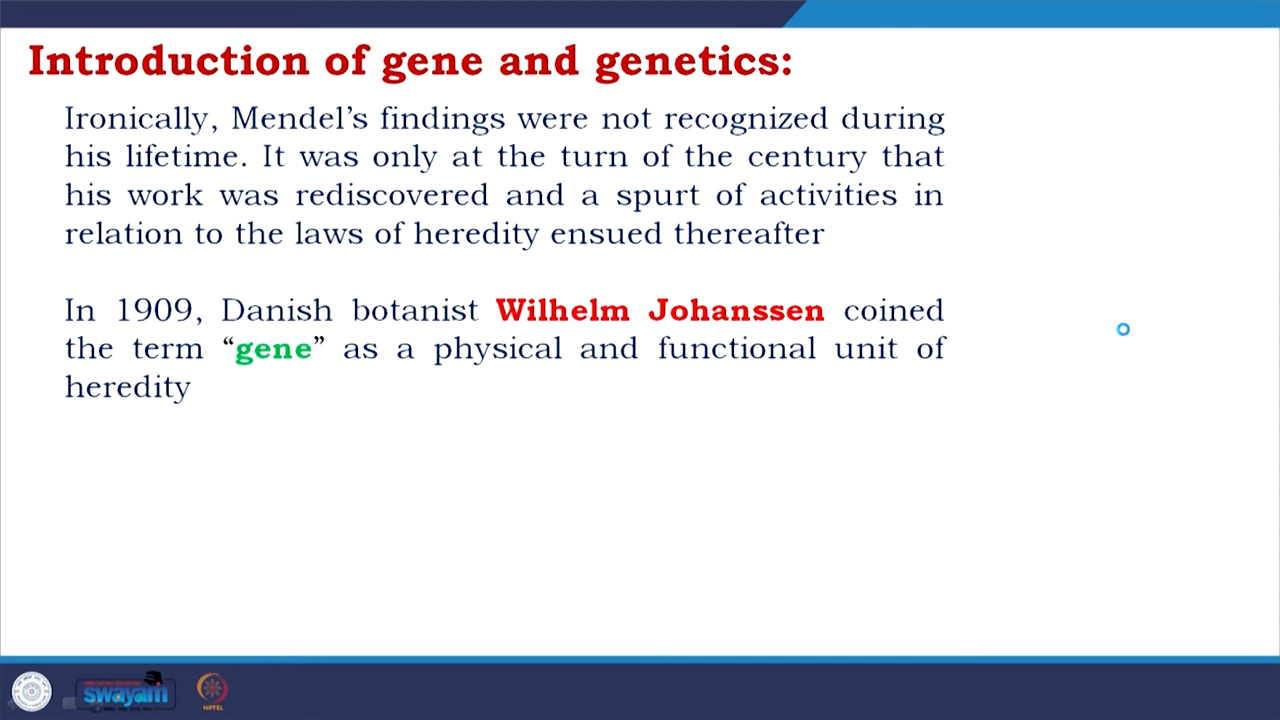 Introduction of gene and genetics:
Ironically, Mendel’s findings were not recognized during
his lifetime. It was only at the turn of the century that
his work was rediscovered and a spurt of activities in
relation to the laws of heredity ensued thereafter
In 1909, Danish botanist Wilhelm Johanssen coined
the term “gene” as a physical and functional unit of
heredity
swayam
NPTEL